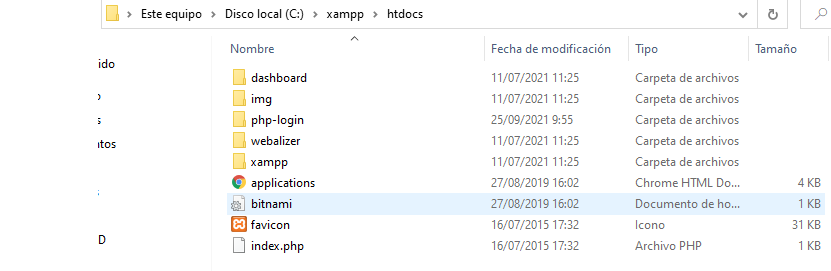 Este equipo > Disco local (C:) > xampp > htdocs
Nombre Fecha de modificación Tipo Tamaño
ido
dashboard 11/07/2021 11:25 Carpeta de archivos
img 11/07/2021 11:25 Carpeta de archivos
php-login 25/09/2021 9:55 Carpeta de archivos
ntos webalizer 11/07/2021 11:25 Carpeta de archivos
xampp 11/07/2021 11:25 Carpeta de archivos
applications 27/08/2019 16:02 Chrome HTML Do... 4 KB
bitnami 27/08/2019 16:02 Documento de ho... 1 KB
favicon 16/07/2015 17:32 Icono 31 KB
D index.php 16/07/2015 17:32 Archivo PHP 1 KB